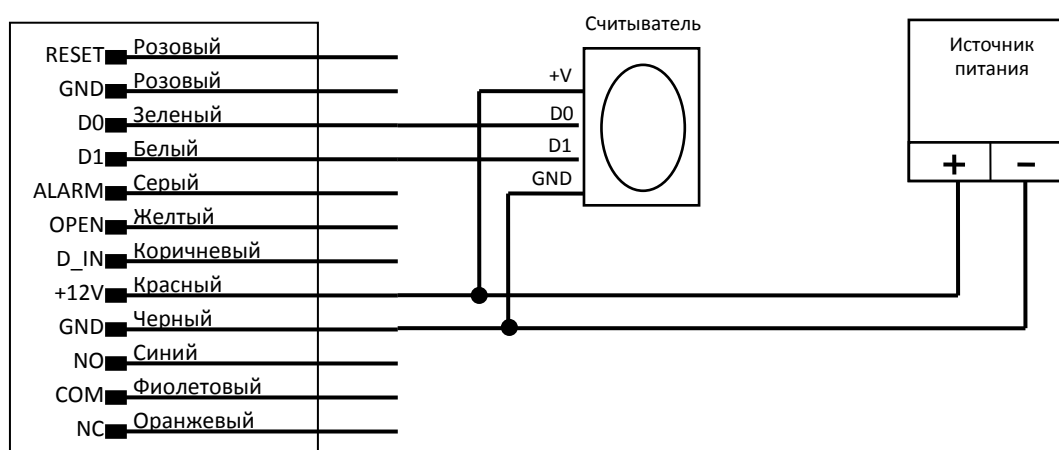 Считыватель
Источник
питания
RESET Розовый
GND Розовый
D0 Зеленый
D1 Белый
ALARM Серый
OPEN Желтый
D_IN Коричневый
+12V Красный
GND Черный
NO Синий
COM Фиолетовый
NC Оранжевый
+V
D0
D1
GND
+ −